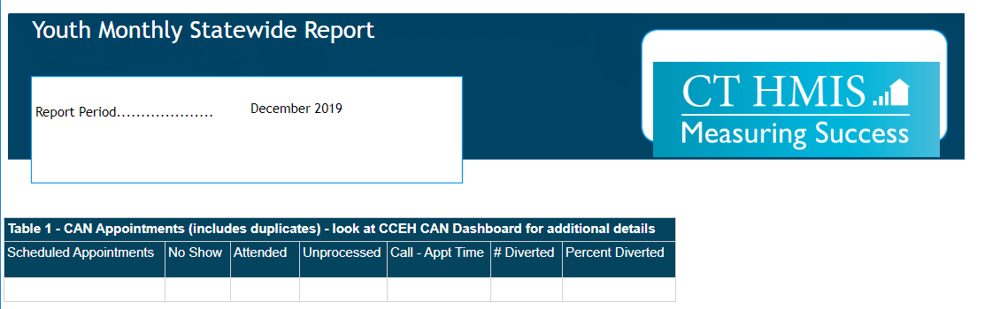 Youth Monthly Statewide Report
CT HMIS
Measuring Success
Report Period.................... December 2019
Table 1 - CAN Appointments (includes duplicates) - look at CCEH CAN Dashboard for additional details
Scheduled Appointments No Show Attended Unprocessed Call - Appt Time # Diverted Percent Diverted